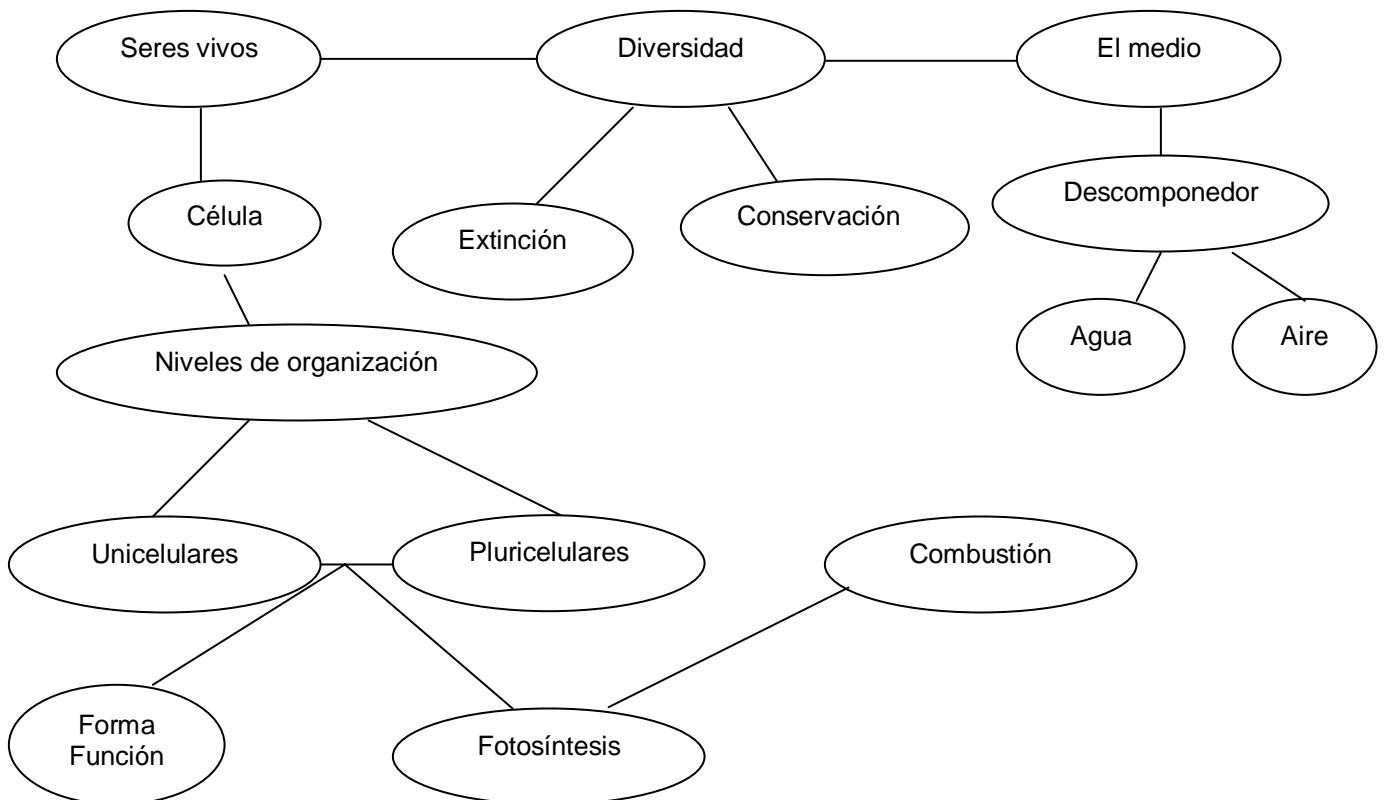 Seres vivos
Diversidad
El medio
Célula
Extinción
Conservación
Descomponedor
Agua
Aire
Niveles de organización
Unicelulares
Pluricelulares
Combustión
Forma
Función
Fotosíntesis